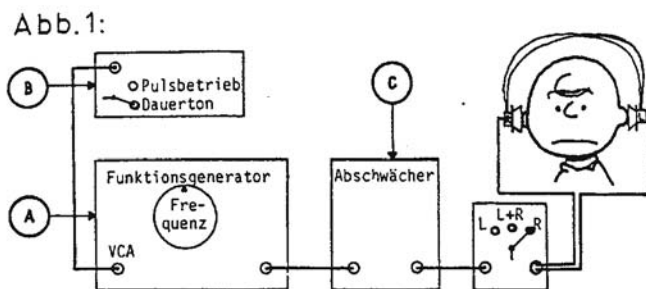 Abb.1:
B
Pulsbetrieb
Dauerton
C
A
Funktionsgenerator
Fre-
quenz
VCA
Abschwächer
L+R
L R